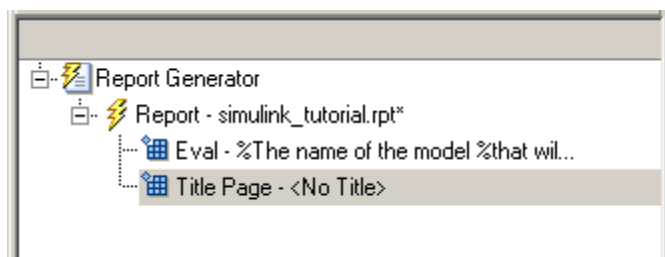 Report Generator
Report - simulink_tutorial.rpt*
Eval - %The name of the model %that wil...
Title Page - <No Title>